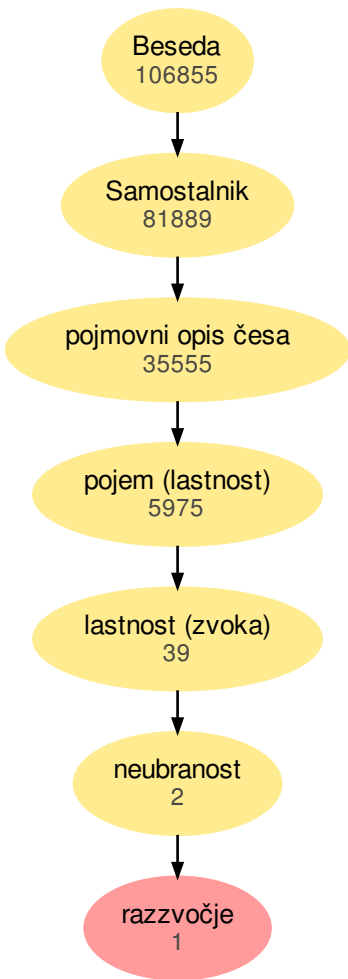 Beseda
106855
Samostalnik
81889
pojmovni opis česa
35555
pojem (lastnost)
5975
lastnost (zvoka)
39
neubranost
2
razzvočje
1